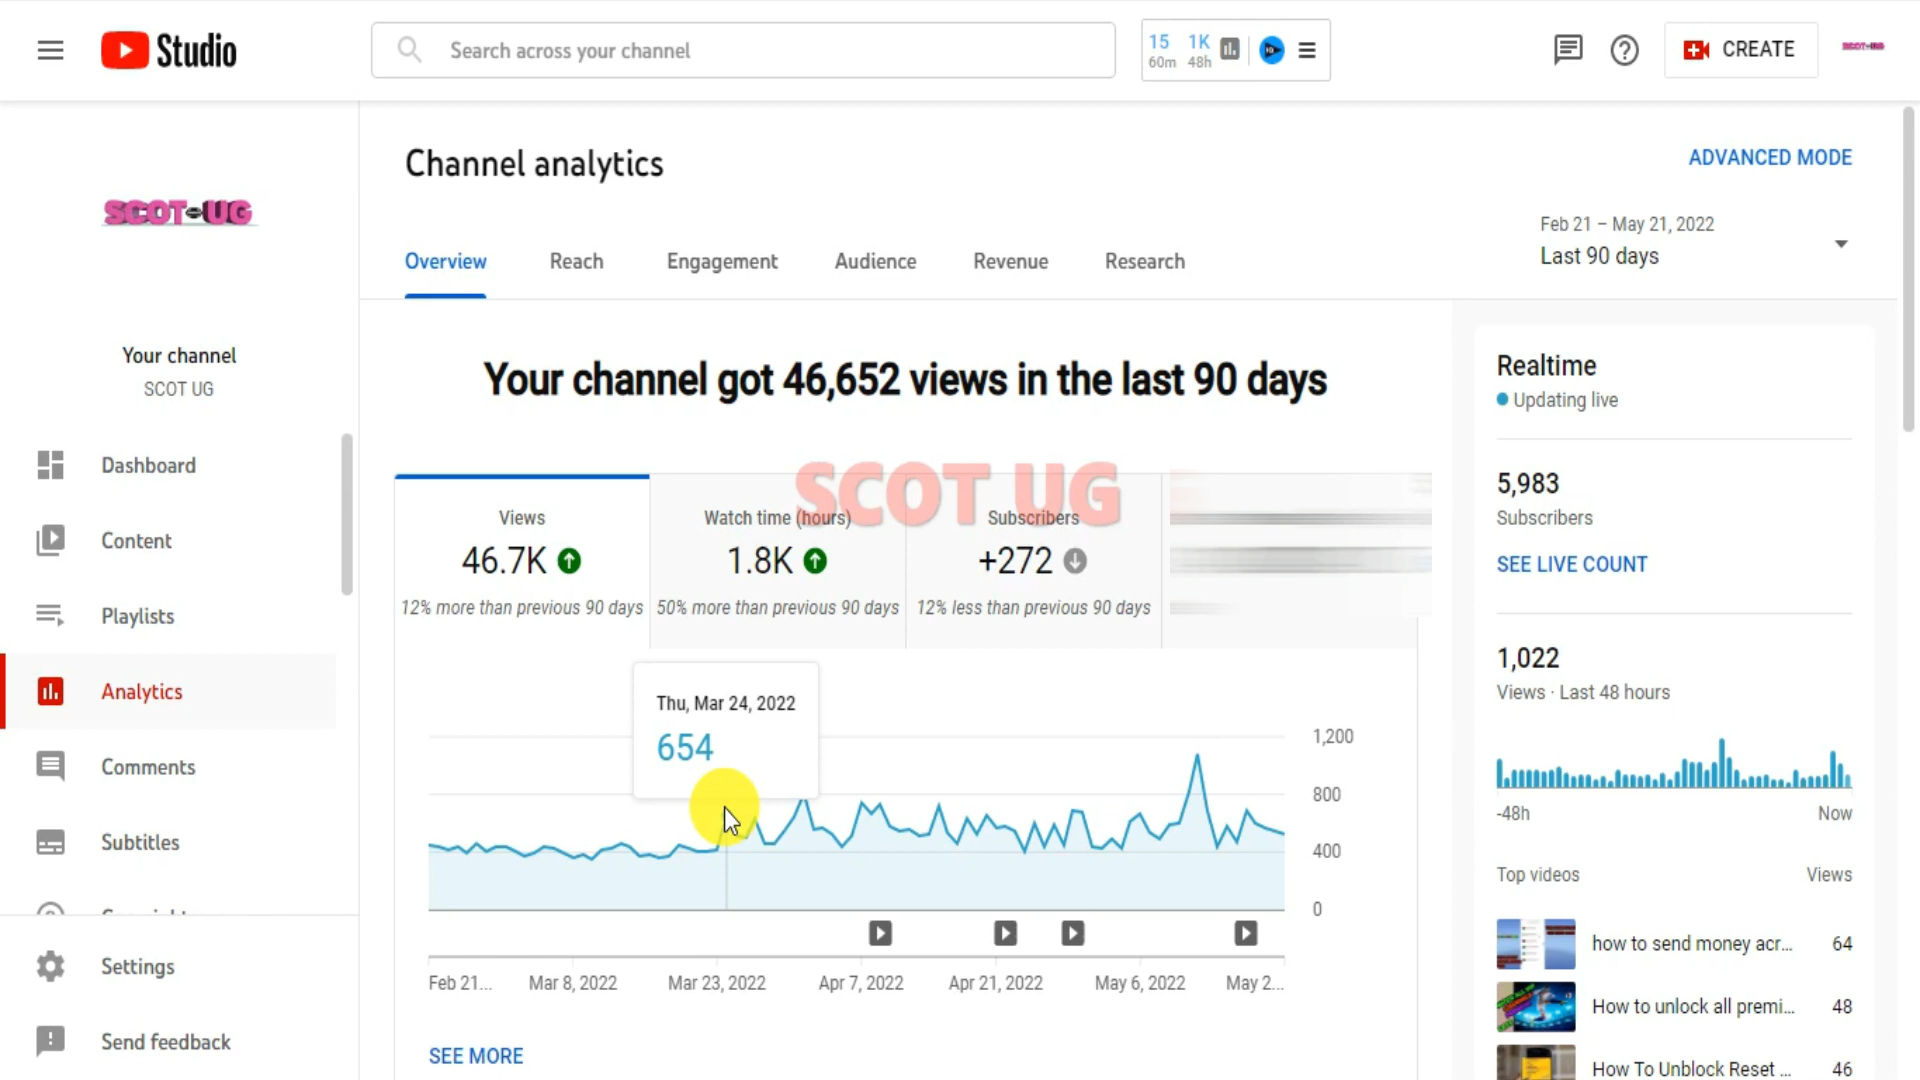 Studio
Search across your channel
15 1K
60m 48h
CREATE
SCOT-UG
Channel analytics
ADVANCED MODE
Feb 21 – May 21, 2022
Last 90 days
Overview Reach Engagement Audience Revenue Research
SCOT-UG
Your channel
SCOT UG
Dashboard
Content
Playlists
Analytics
Comments
Subtitles
Settings
Send feedback
Your channel got 46,652 views in the last 90 days
SCOT UG
Views
46.7K
12% more than previous 90 days
Watch time (hours)
1.8K
50% more than previous 90 days
Subscribers
+272
12% less than previous 90 days
Thu, Mar 24, 2022
654
1,200
800
400
0
Feb 21... Mar 8, 2022 Mar 23, 2022 Apr 7, 2022 Apr 21, 2022 May 6, 2022 May 2...
SEE MORE
Realtime
Updating live
5,983
Subscribers
SEE LIVE COUNT
1,022
Views · Last 48 hours
-48h Now
Top videos Views
how to send money acr... 64
How to unlock all premi... 48
How To Unblock Reset ... 46